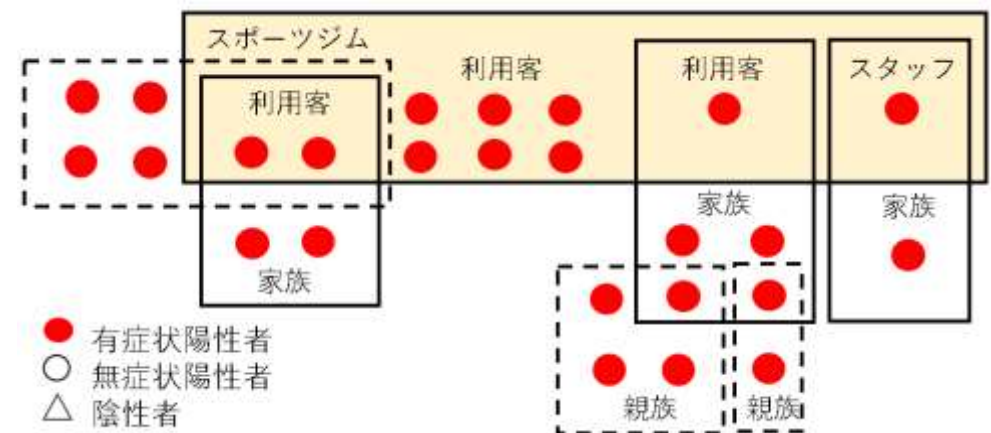 スポーツジム
利用客
利用客
利用客
スタッフ
家族
家族
家族
親族
親族
有症状陽性者
無症状陽性者
陰性者